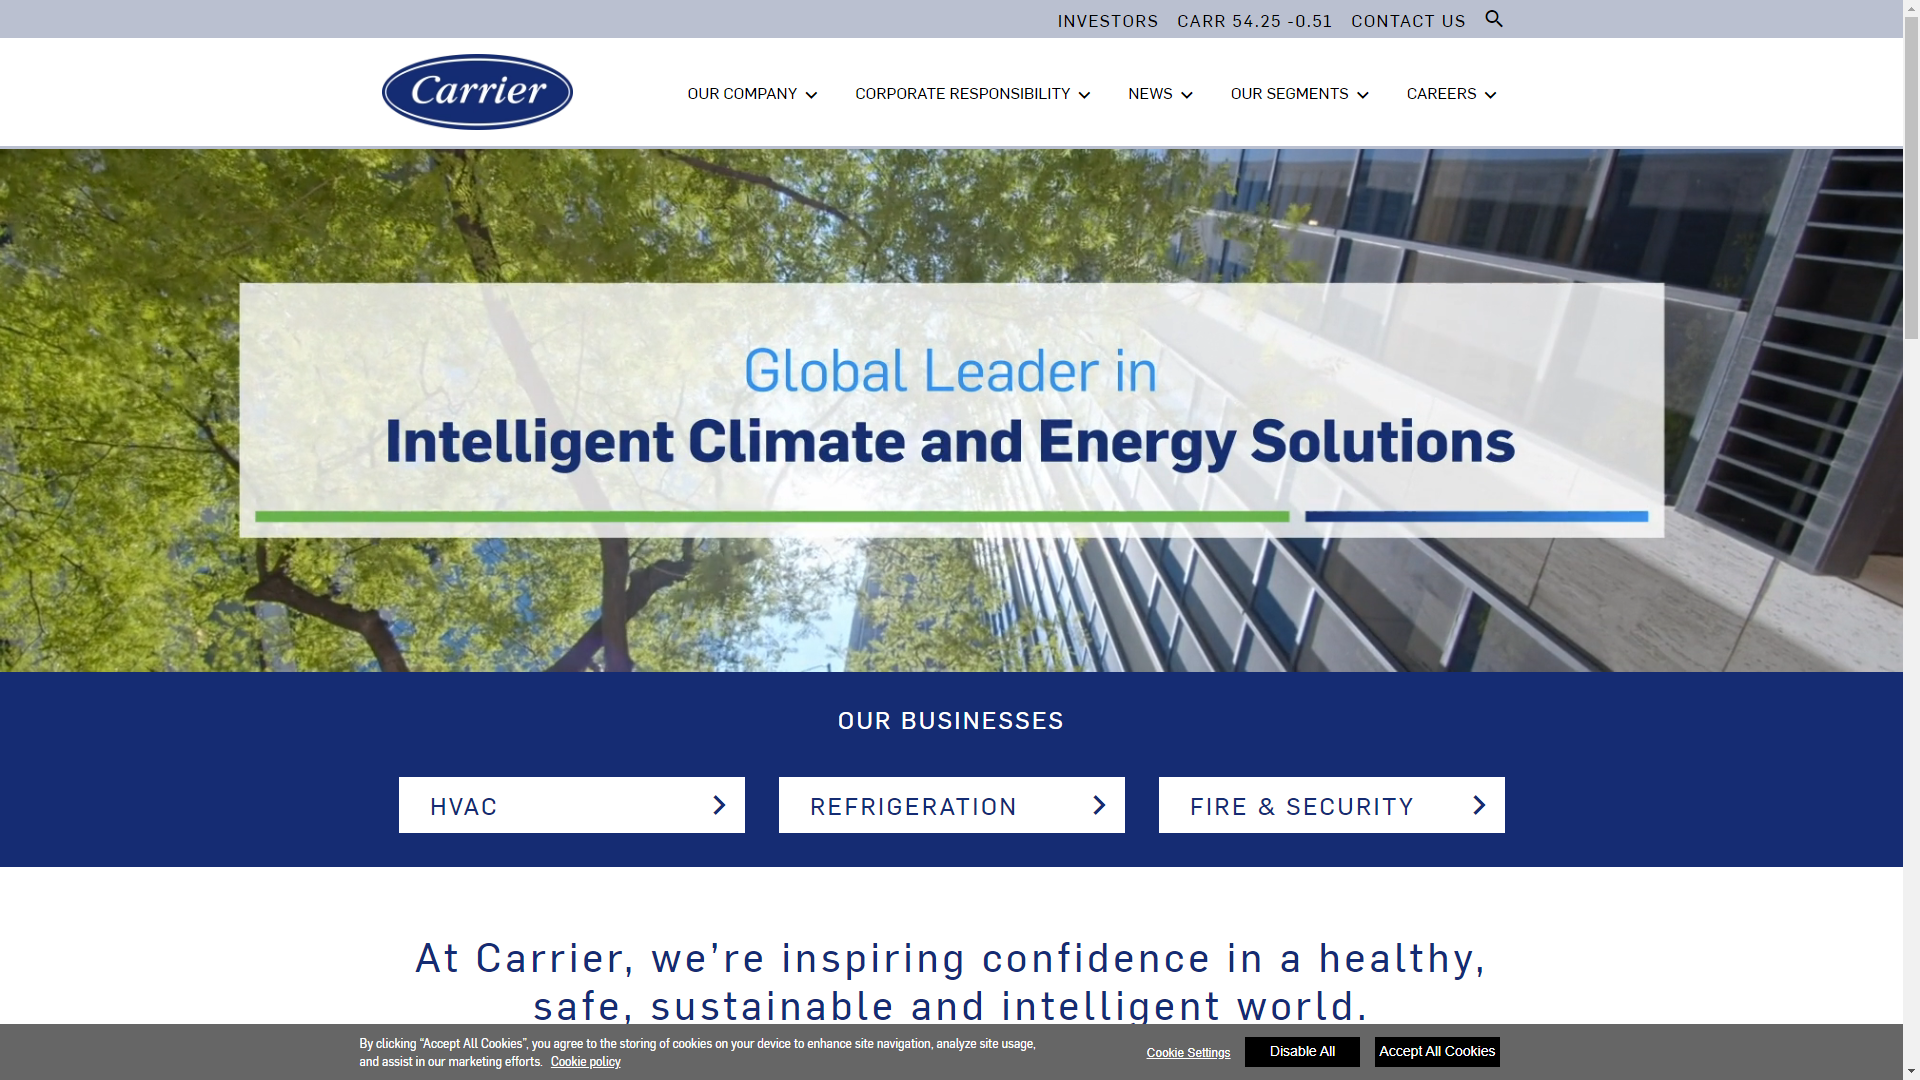 INVESTORS CARR 54.25 -0.51 CONTACT US
Carrier
OUR COMPANY CORPORATE RESPONSIBILITY NEWS OUR SEGMENTS CAREERS
Global Leader in
Intelligent Climate and Energy Solutions
OUR BUSINESSES
HVAC REFRIGERATION FIRE & SECURITY
At Carrier, we’re inspiring confidence in a healthy,
safe, sustainable and intelligent world.
By clicking “Accept All Cookies”, you agree to the storing of cookies on your device to enhance site navigation, analyze site usage,
and assist in our marketing efforts. Cookie policy
Cookie Settings Disable All Accept All Cookies